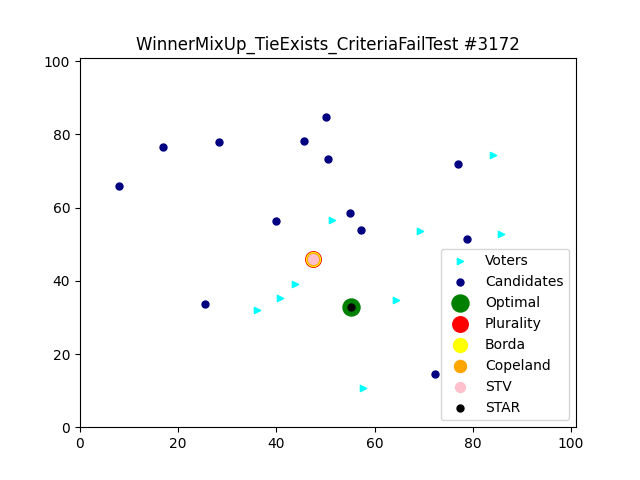 WinnerMixUp_TieExists_CriteriaFailTest #3172
100
80
60
40
20
0
0 20 40 60 80 100
Voters
Candidates
Optimal
Plurality
Borda
Copeland
STV
STAR